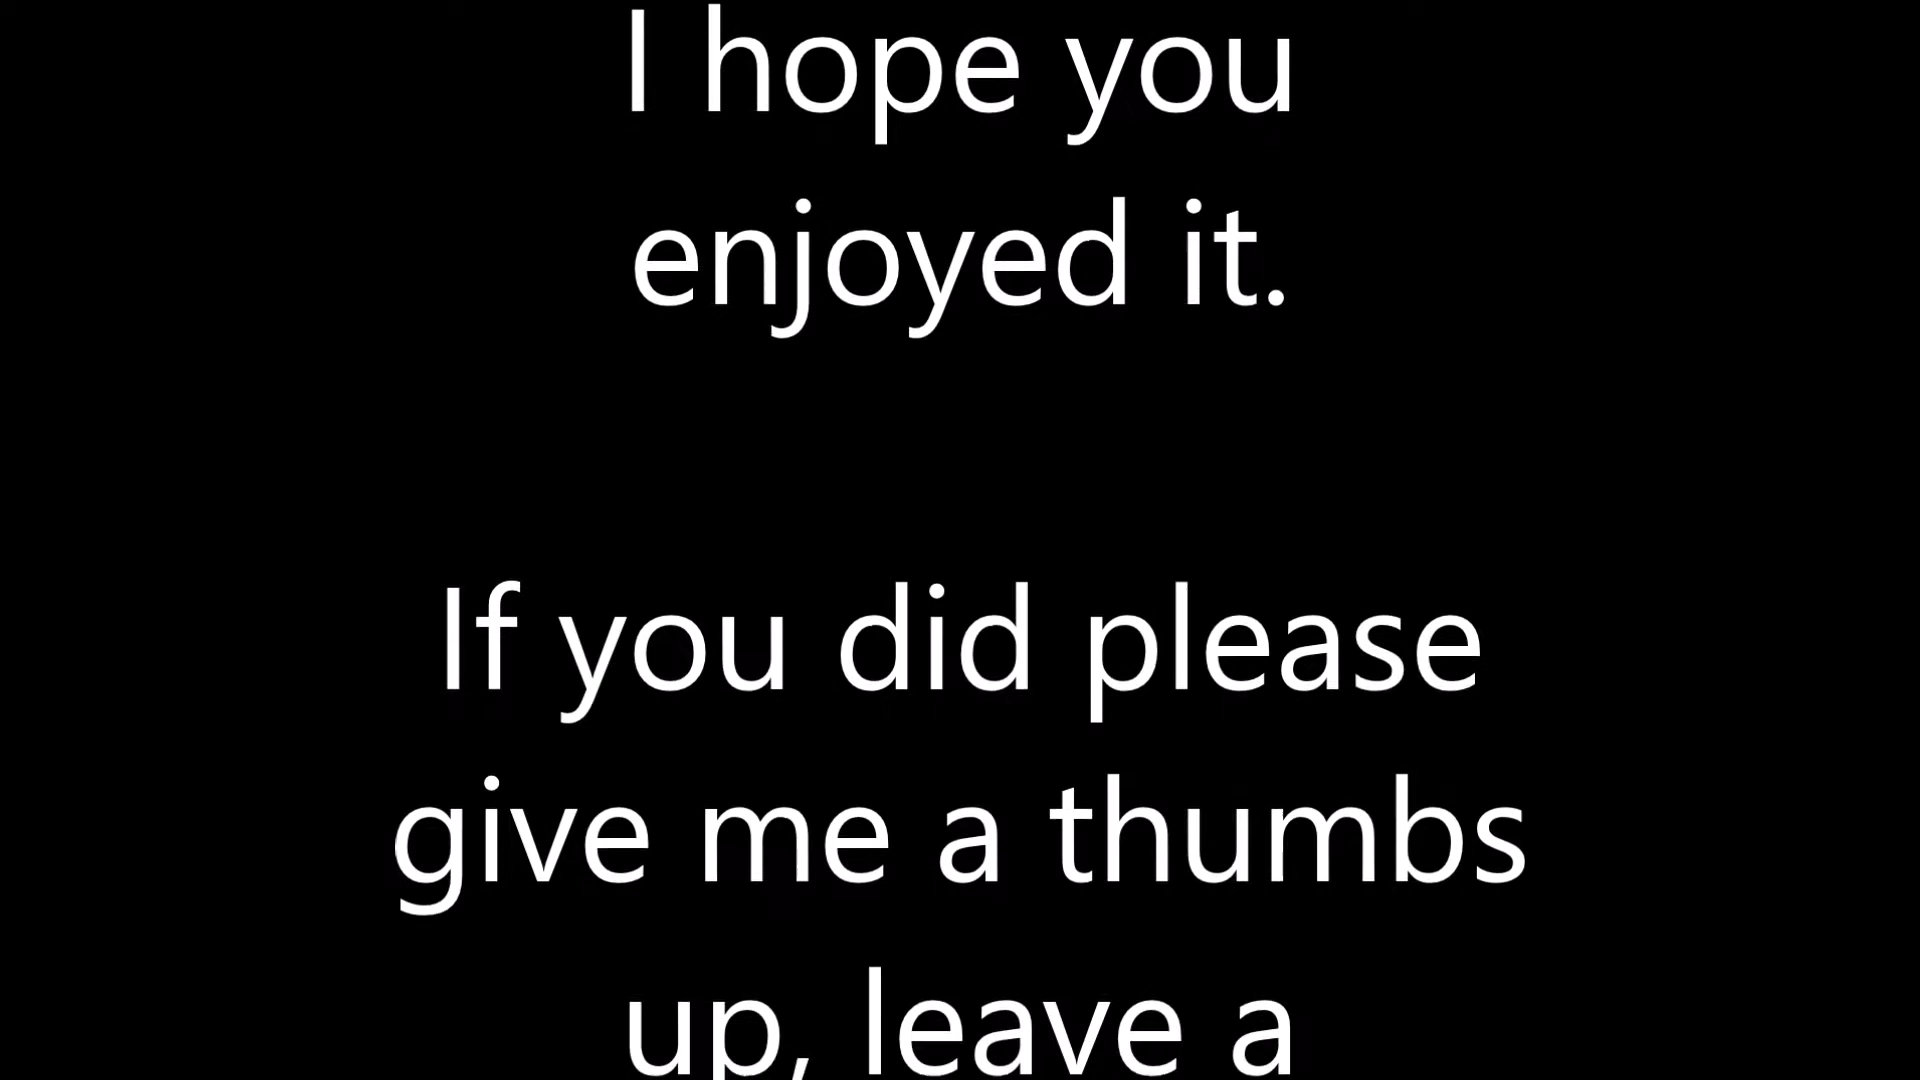 I hope you
enjoyed it.
If you did please
give me a thumbs
up, leave a